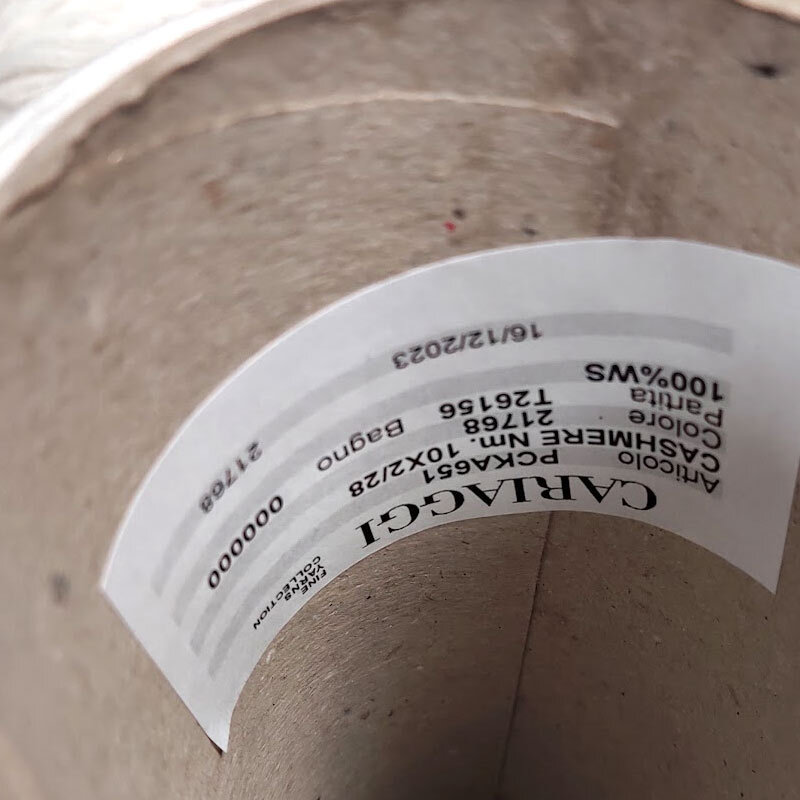 CARIAGGI FINE YARNS COLLECTION
Articolo PCKA651
CASHMERE Nm. 10X2/28
Colore 21768 Bagno 000000
Partita T26156
100%WS 21768
16/12/2023